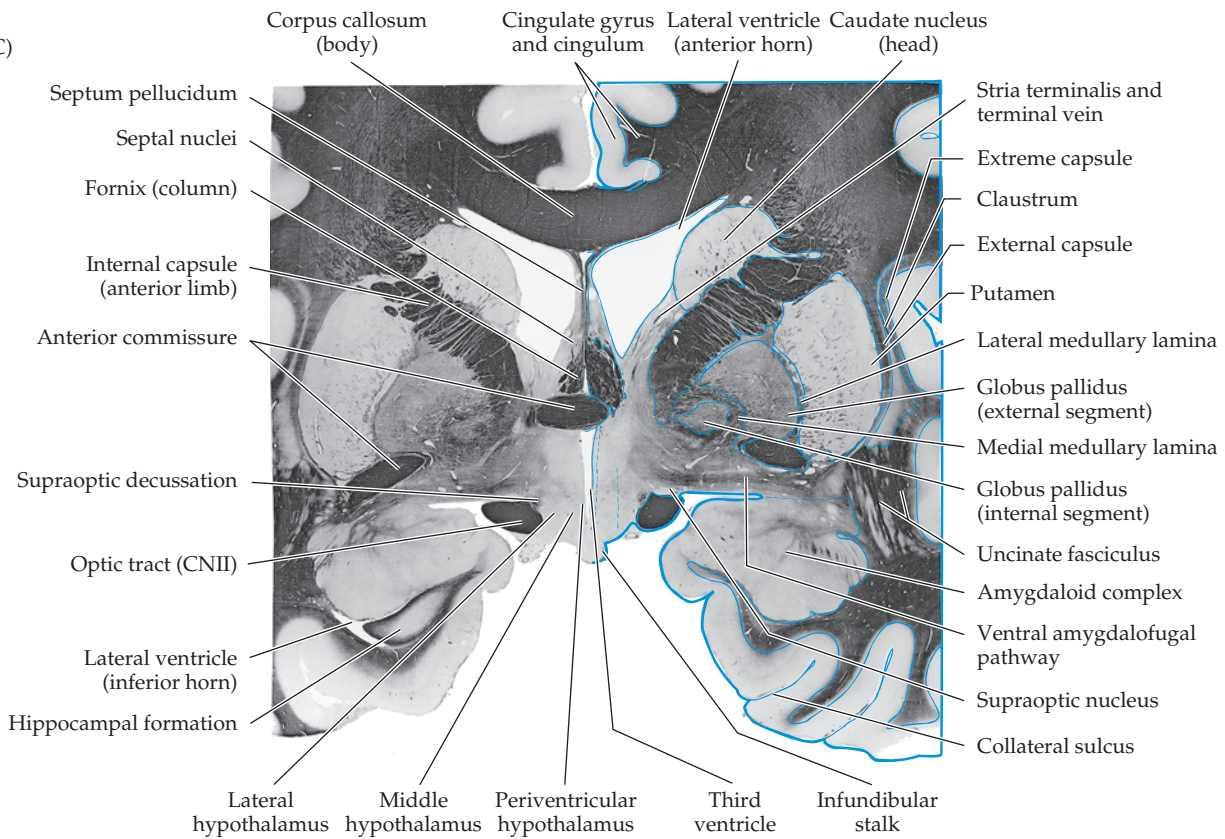 C)
Corpus callosum
(body)
Cingulate gyrus
and cingulum
Lateral ventricle
(anterior horn)
Caudate nucleus
(head)
Septum pellucidum
Septal nuclei
Fornix (column)
Internal capsule
(anterior limb)
Anterior commissure
Supraoptic decussation
Optic tract (CNII)
Lateral ventricle
(inferior horn)
Hippocampal formation
Stria terminalis and
terminal vein
Extreme capsule
Claustrum
External capsule
Putamen
Lateral medullary lamina
Globus pallidus
(external segment)
Medial medullary lamina
Globus pallidus
(internal segment)
Uncinate fasciculus
Amygdaloid complex
Ventral amygdalofugal
pathway
Supraoptic nucleus
Collateral sulcus
Lateral
hypothalamus
Middle
hypothalamus
Periventricular
hypothalamus
Third
ventricle
Infundibular
stalk